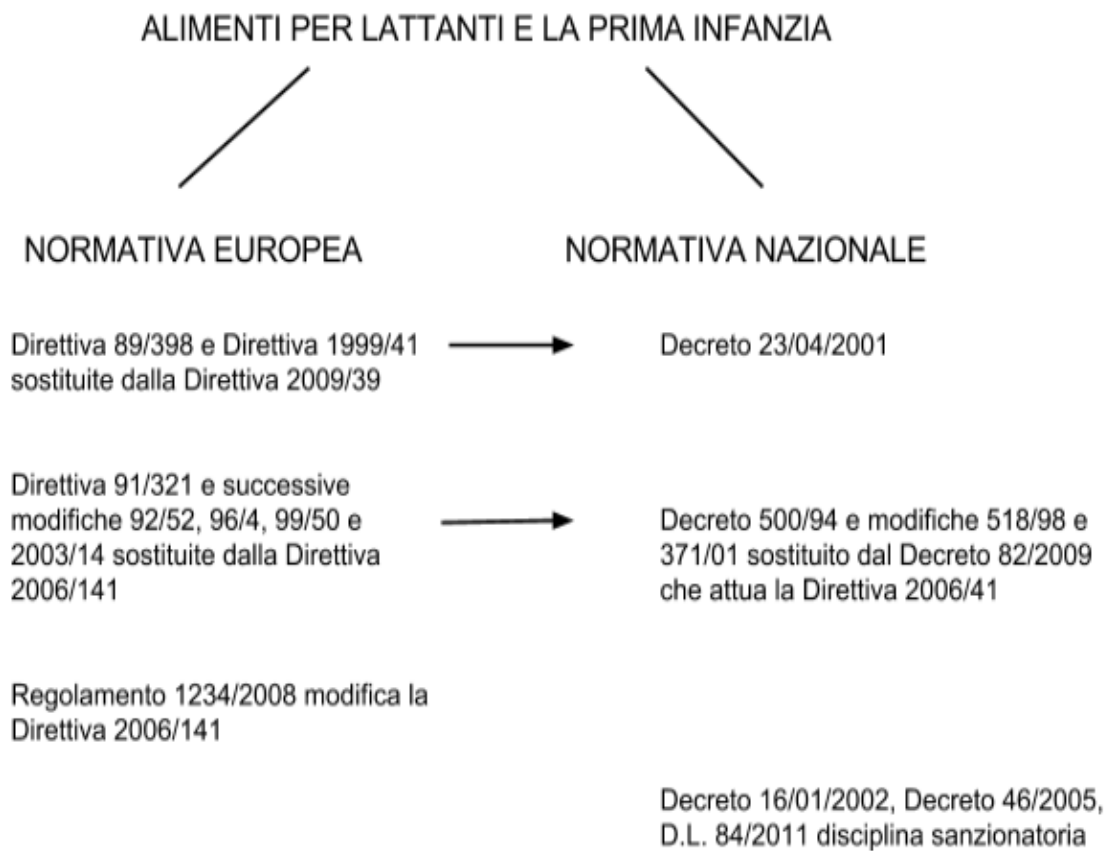 ALIMENTI PER LATTANTI E LA PRIMA INFANZIA
NORMATIVA EUROPEA
NORMATIVA NAZIONALE
Direttiva 89/398 e Direttiva 1999/41
sostituite dalla Direttiva 2009/39
Decreto 23/04/2001
Direttiva 91/321 e successive
modifiche 92/52, 96/4, 99/50 e
2003/14 sostituite dalla Direttiva
2006/141
Decreto 500/94 e modifiche 518/98 e
371/01 sostituito dal Decreto 82/2009
che attua la Direttiva 2006/41
Regolamento 1234/2008 modifica la
Direttiva 2006/141
Decreto 16/01/2002, Decreto 46/2005,
D.L. 84/2011 disciplina sanzionatoria